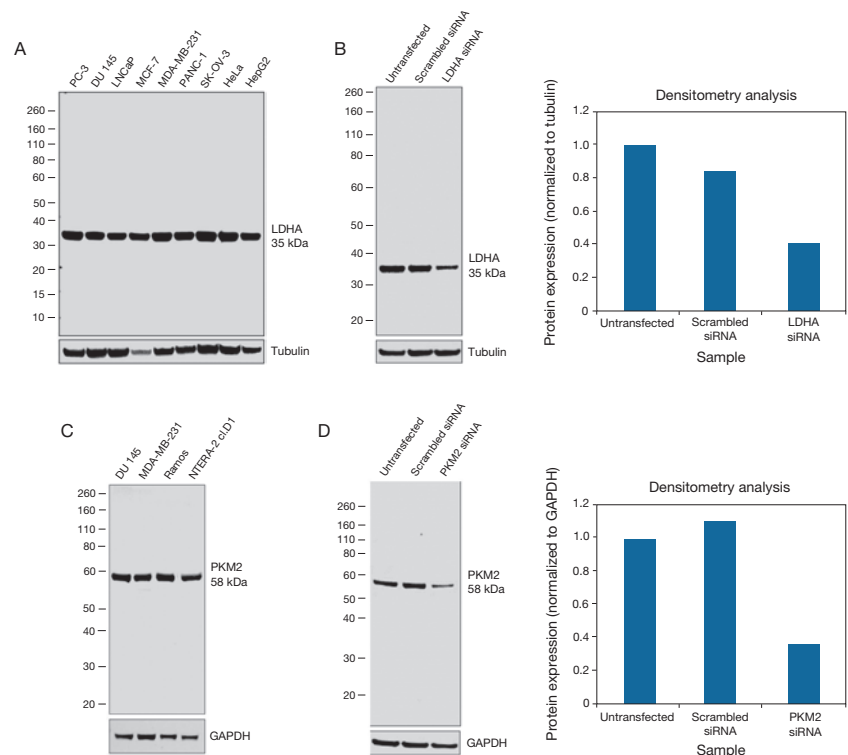 A
PC-3
DU 145
LNCaP
MCF-7
MDA-MB-231
PANC-1
SK-OV-3
HeLa
HepG2
260
160
110
80
60
50
40
30
20
15
10
LDHA
35 kDa
Tubulin
B
Untransfected
Scrambled siRNA
LDHA siRNA
260
160
110
80
60
50
40
30
20
LDHA
35 kDa
Tubulin
Densitometry analysis
Protein expression (normalized to tubulin)
1.2
1.0
0.8
0.6
0.4
0.2
0
Untransfected
Scrambled
siRNA
LDHA
siRNA
Sample
C
DU 145
MDA-MB-231
Ramos
NTERA-2 cl.D1
260
160
110
80
60
50
40
30
20
PKM2
58 kDa
GAPDH
D
Untransfected
Scrambled siRNA
PKM2 siRNA
260
160
110
80
60
50
40
30
20
PKM2
58 kDa
GAPDH
Densitometry analysis
Protein expression (normalized to GAPDH)
1.2
1.0
0.8
0.6
0.4
0.2
0
Untransfected
Scrambled
siRNA
PKM2
siRNA
Sample